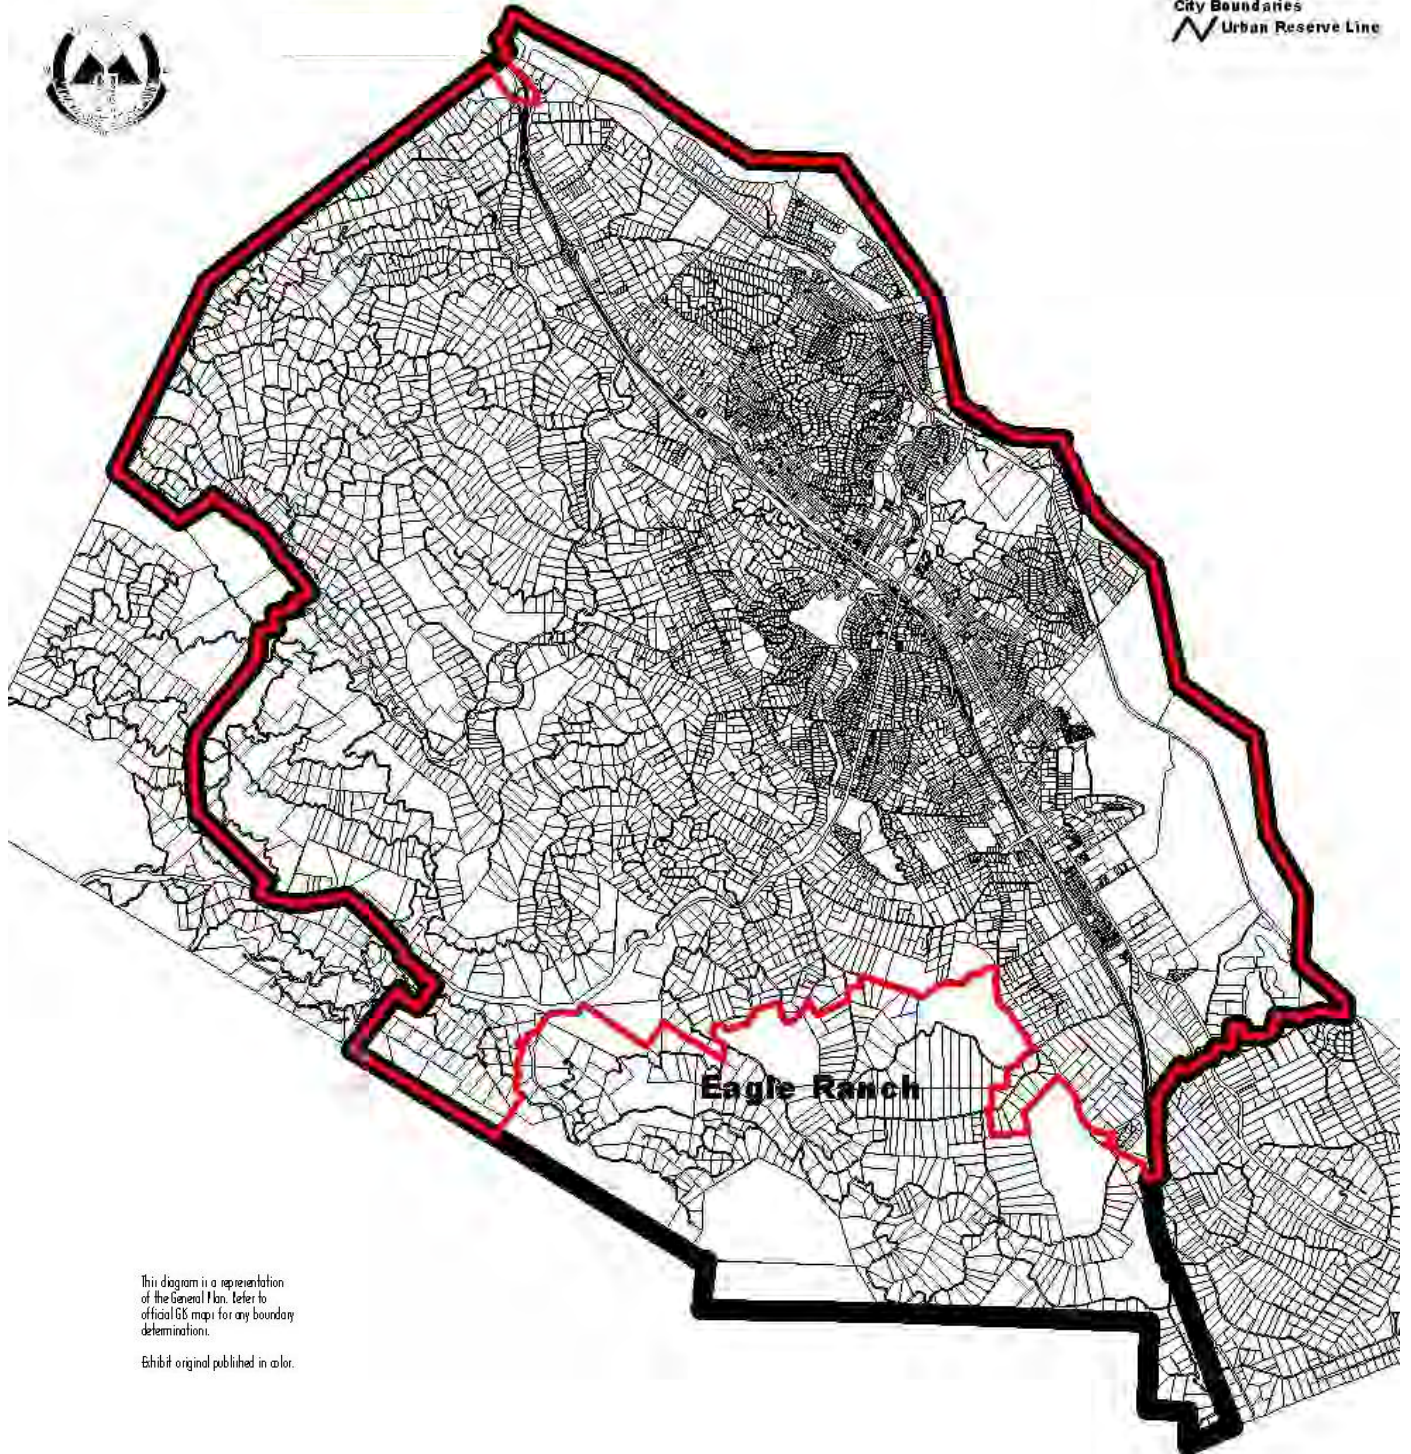 City Boundaries
Urban Reserve Line
Eagle Ranch
This diagram is a representation
of the General Plan. Refer to
official GIS maps for any boundary
determinations.
Exhibit original published in color.